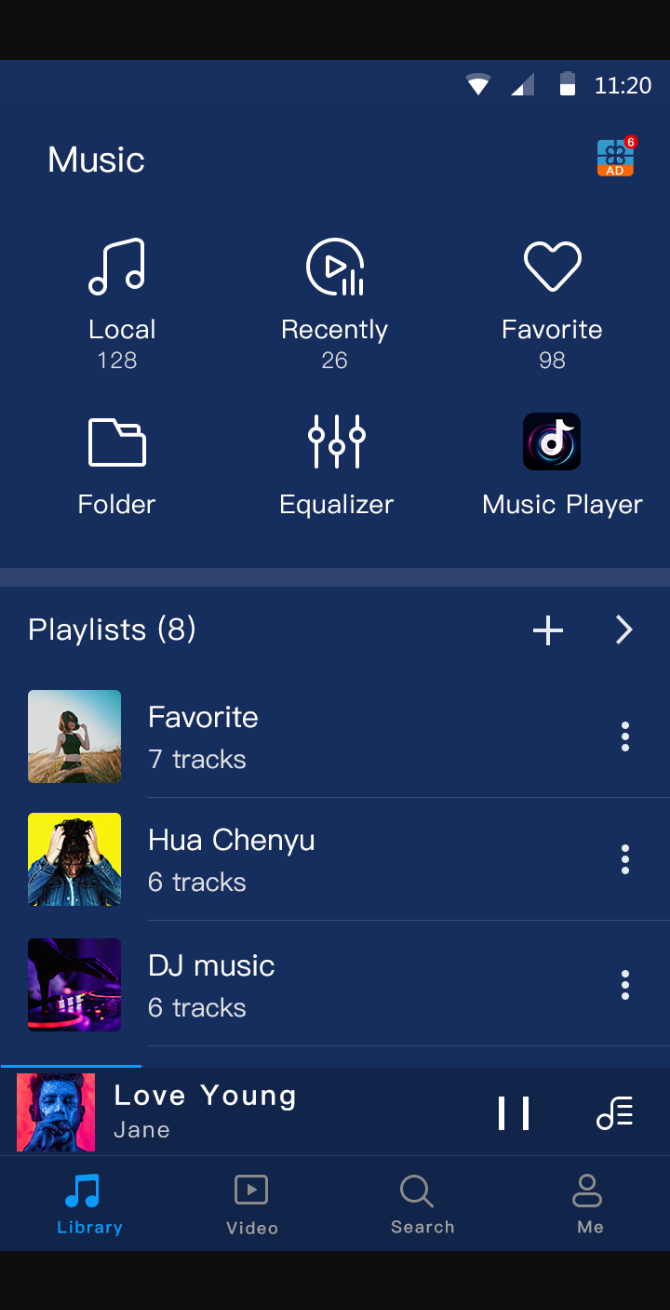 11:20
Music
6
AD
Local
Recently
Favorite
128
26
98
Folder
Equalizer
Music Player
Playlists (8)
Favorite
7 tracks
Hua Chenyu
6 tracks
DJ music
6 tracks
Love Young
Jane
Library
Video
Search
Me